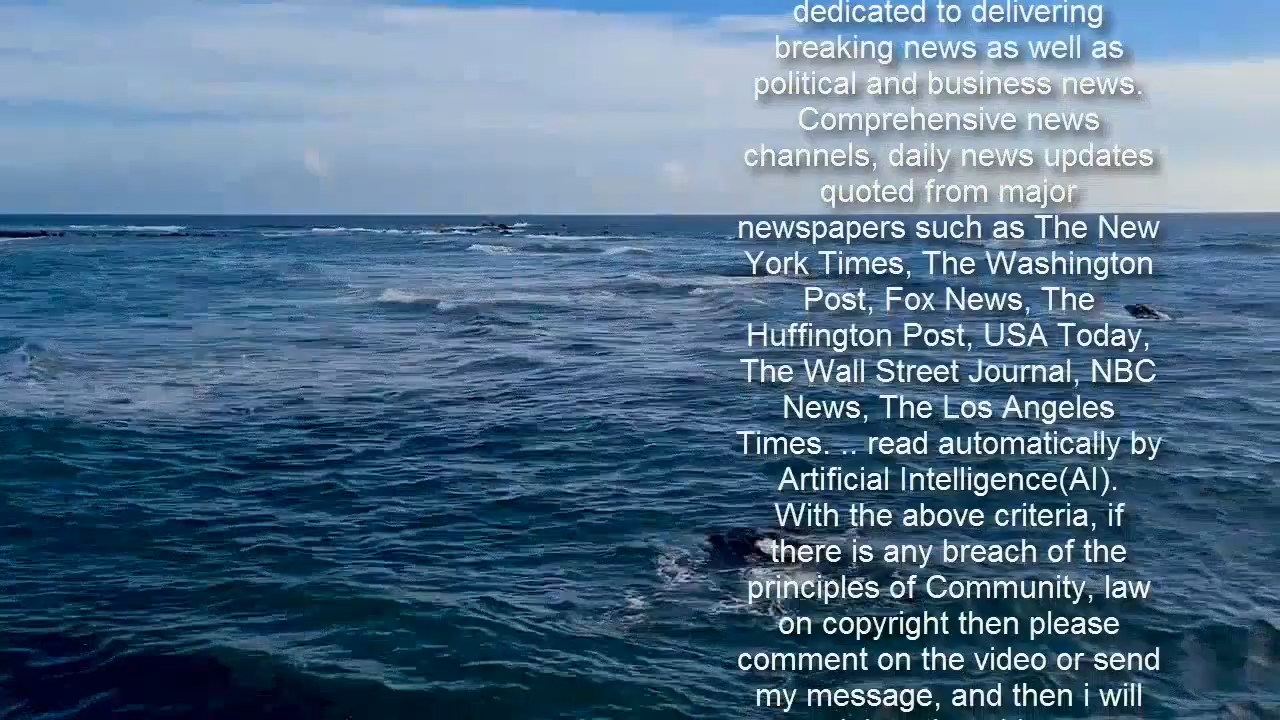 dedicated to delivering
breaking news as well as
political and business news.
Comprehensive news
channels, daily news updates
quoted from major
newspapers such as The New
York Times, The Washington
Post, Fox News, The
Huffington Post, USA Today,
The Wall Street Journal, NBC
News, The Los Angeles
Times. .. read automatically by
Artificial Intelligence(AI).
With the above criteria, if
there is any breach of the
principles of Community, law
on copyright then please
comment on the video or send
my message, and then i will